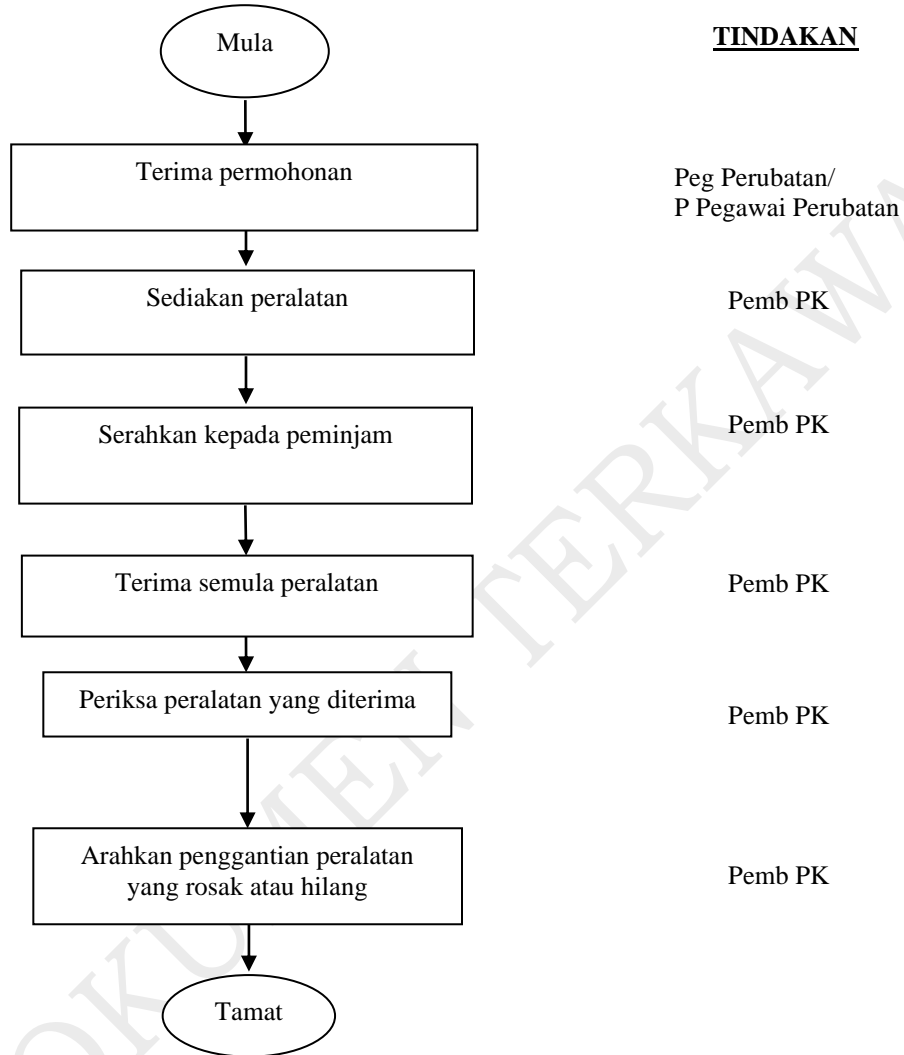 Mula
TINDAKAN
Terima permohonan
Peg Perubatan/
P Pegawai Perubatan
Sediakan peralatan
Pemb PK
Serahkan kepada peminjam
Pemb PK
Terima semula peralatan
Pemb PK
Periksa peralatan yang diterima
Pemb PK
Arahkan penggantian peralatan
yang rosak atau hilang
Pemb PK
Tamat
OKUMEN TERKAWA